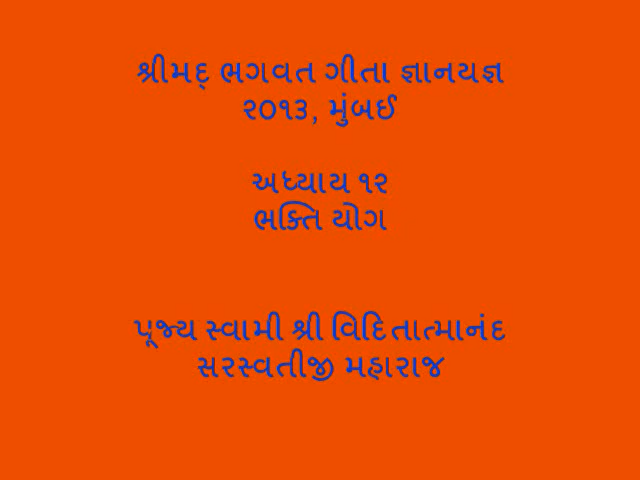 શ્રીમદ્ ભગવત ગીતા જ્ઞાનયજ્ઞ
૨૦૧૩, મુંબઈ
અધ્યાય ૧૨
ભક્તિ યોગ
પૂજ્ય સ્વામી શ્રી વિદિતાત્માનંદ
સરસ્વતીજી મહારાજ